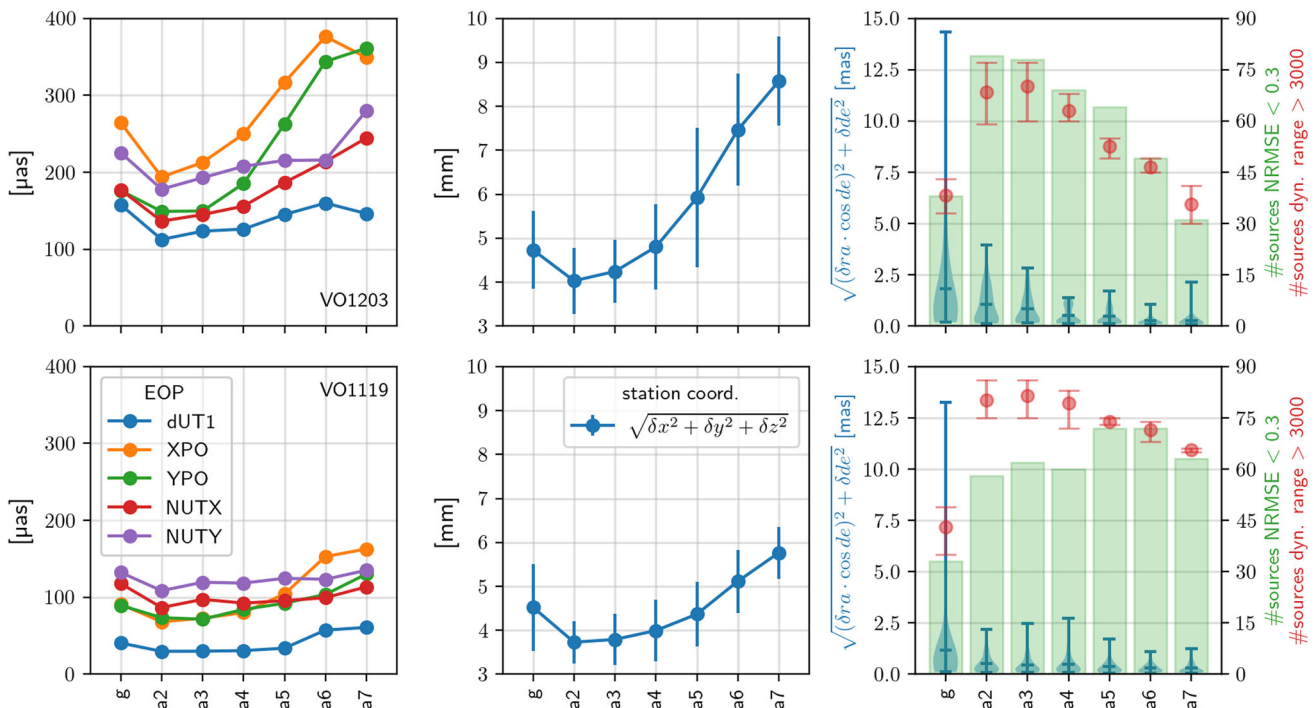 400
300
200
100
0
[µas]
VO1203
10
9
8
7
6
5
4
3
[mm]
15.0
12.5
10.0
7.5
5.0
2.5
0.0
√(δra · cos de)² + δde² [mas]
90
75
60
45
30
15
0
#sources NRMSE < 0.3
#sources dyn. range > 3000
400
300
200
100
0
[µas]
VO1119
EOP
dUT1
XPO
YPO
NUTX
NUTY
g
a2
a3
a4
a5
a6
a7
10
9
8
7
6
5
4
3
[mm]
station coord.
√δx² + δy² + δz²
g
a2
a3
a4
a5
a6
a7
15.0
12.5
10.0
7.5
5.0
2.5
0.0
√(δra · cos de)² + δde² [mas]
90
75
60
45
30
15
0
#sources NRMSE < 0.3
#sources dyn. range > 3000
g
a2
a3
a4
a5
a6
a7